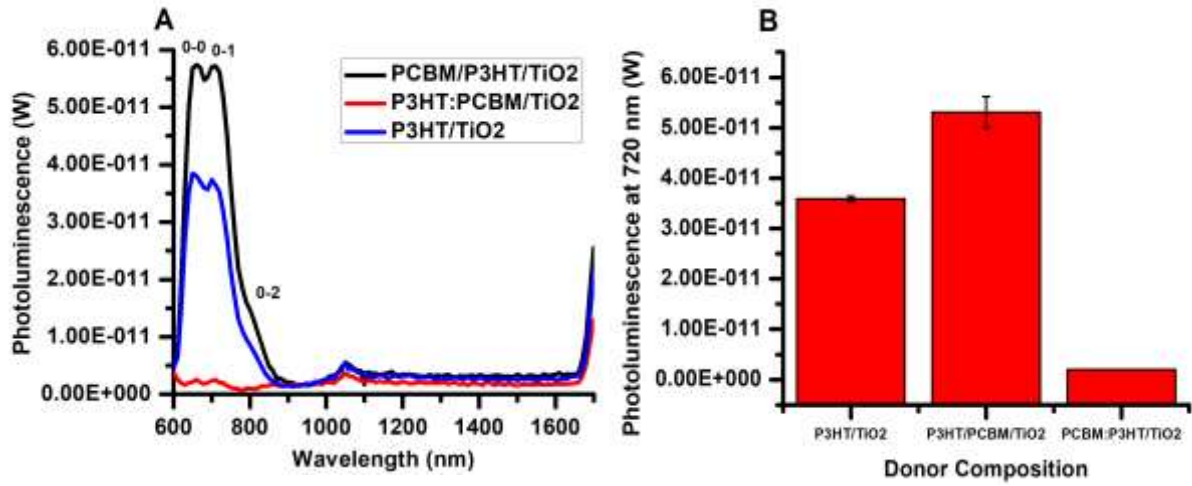 A
6.00E-011
5.00E-011
4.00E-011
3.00E-011
2.00E-011
1.00E-011
0.00E+000
Photoluminescence (W)
0-0 0-1
0-2
PCBM/P3HT/TiO2
P3HT:PCBM/TiO2
P3HT/TiO2
600 800 1000 1200 1400 1600
Wavelength (nm)
B
6.00E-011
5.00E-011
4.00E-011
3.00E-011
2.00E-011
1.00E-011
0.00E+000
Photoluminescence at 720 nm (W)
P3HT/TiO2 P3HT/PCBM/TiO2 PCBM:P3HT/TiO2
Donor Composition